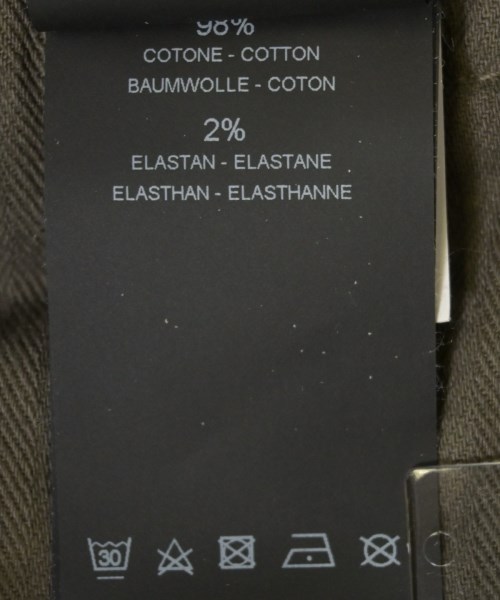 98%
COTONE - COTTON
BAUMWOLLE - COTON
2%
ELASTAN - ELASTANE
ELASTHAN - ELASTHANNE
30